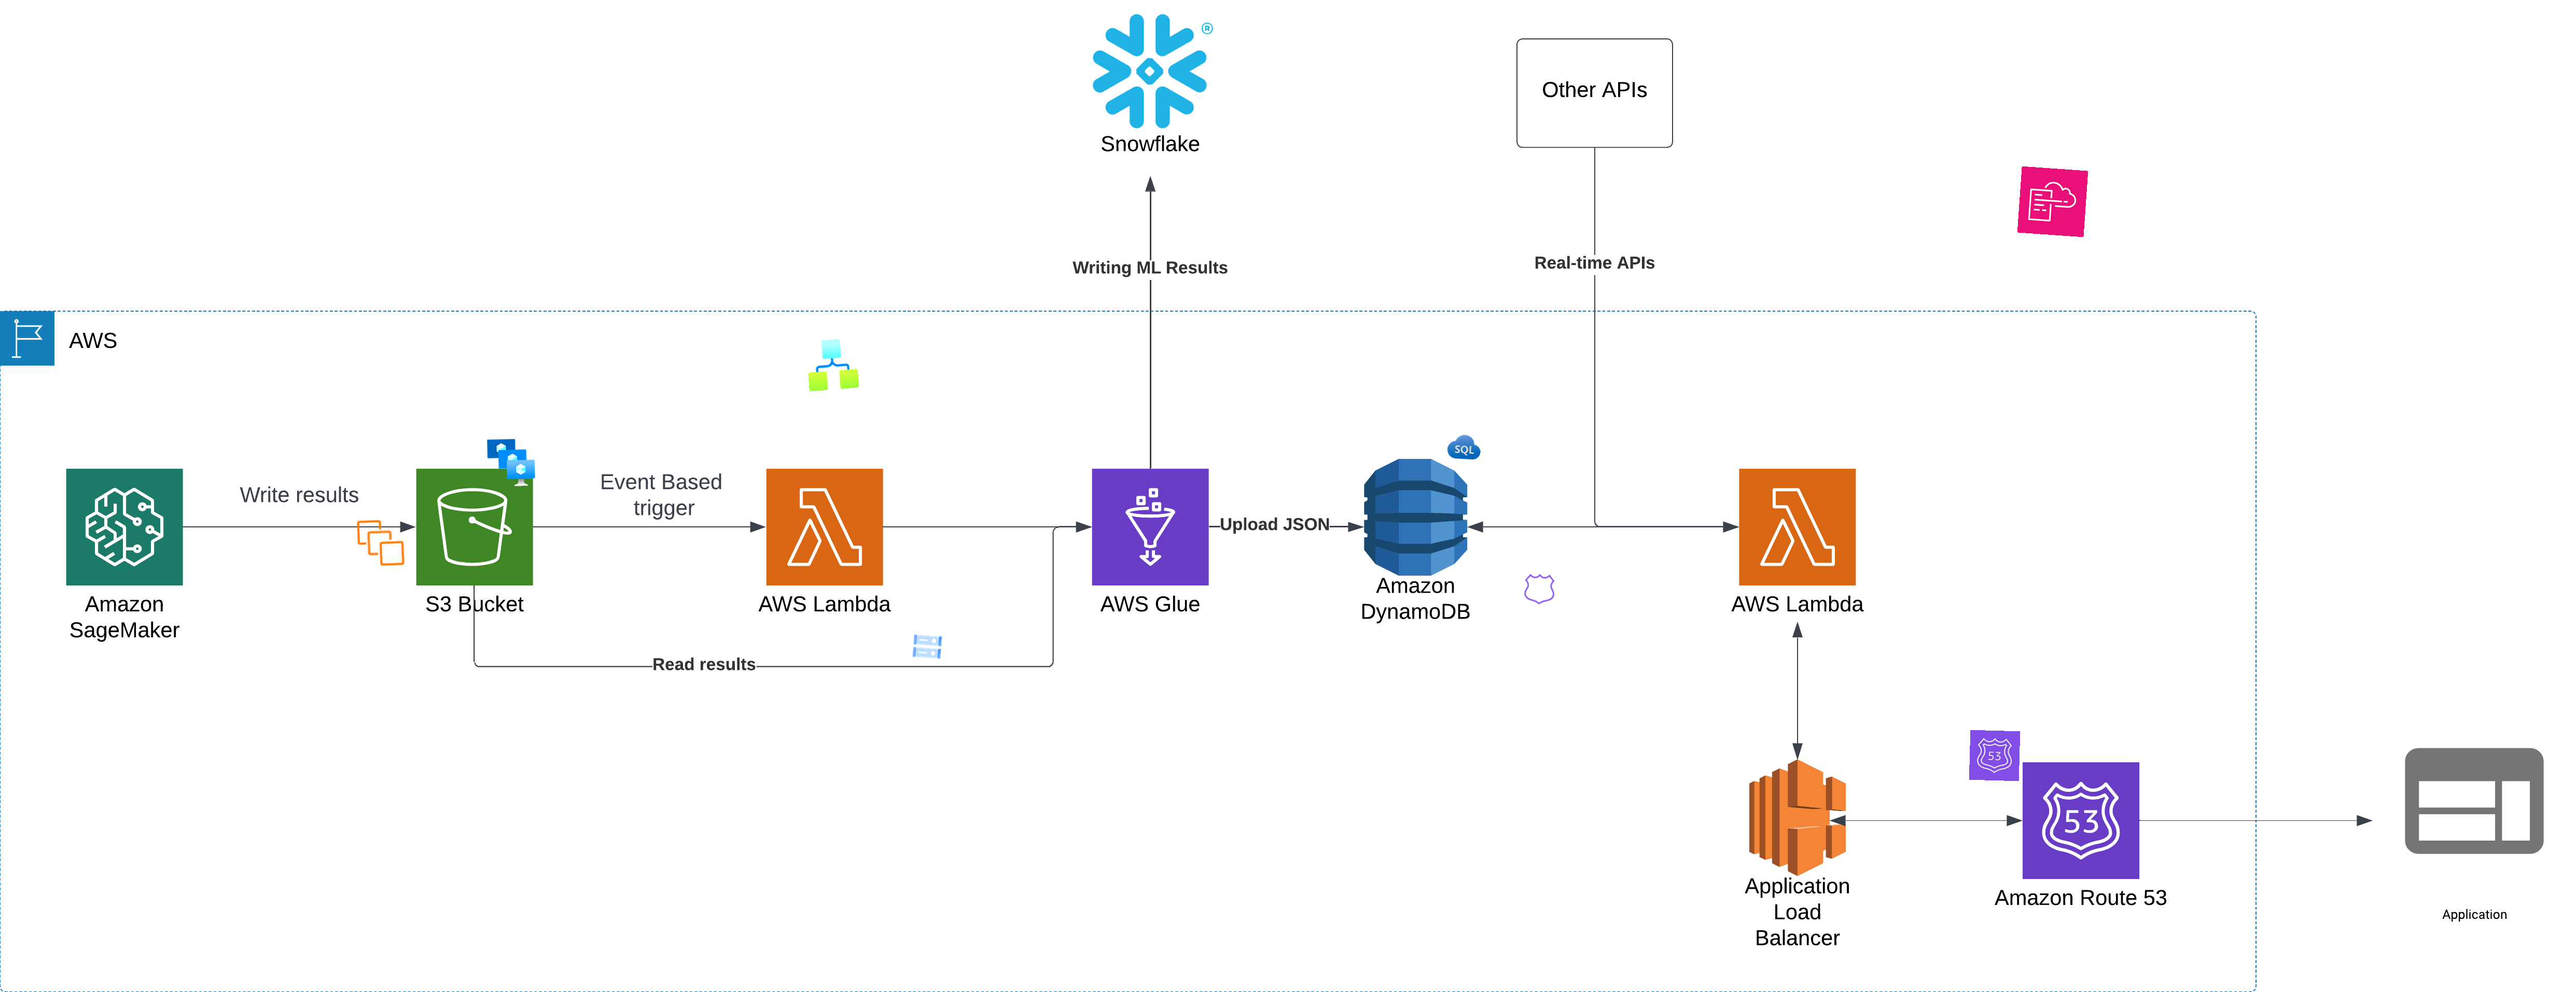 ®
Snowflake
Other APIs
Writing ML Results
Real-time APIs
AWS
SQL
Write results
Event Based
trigger
Upload JSON
Amazon
SageMaker
S3 Bucket
AWS Lambda
AWS Glue
Amazon
DynamoDB
AWS Lambda
Read results
53
53
Application
Load
Balancer
Amazon Route 53
Application